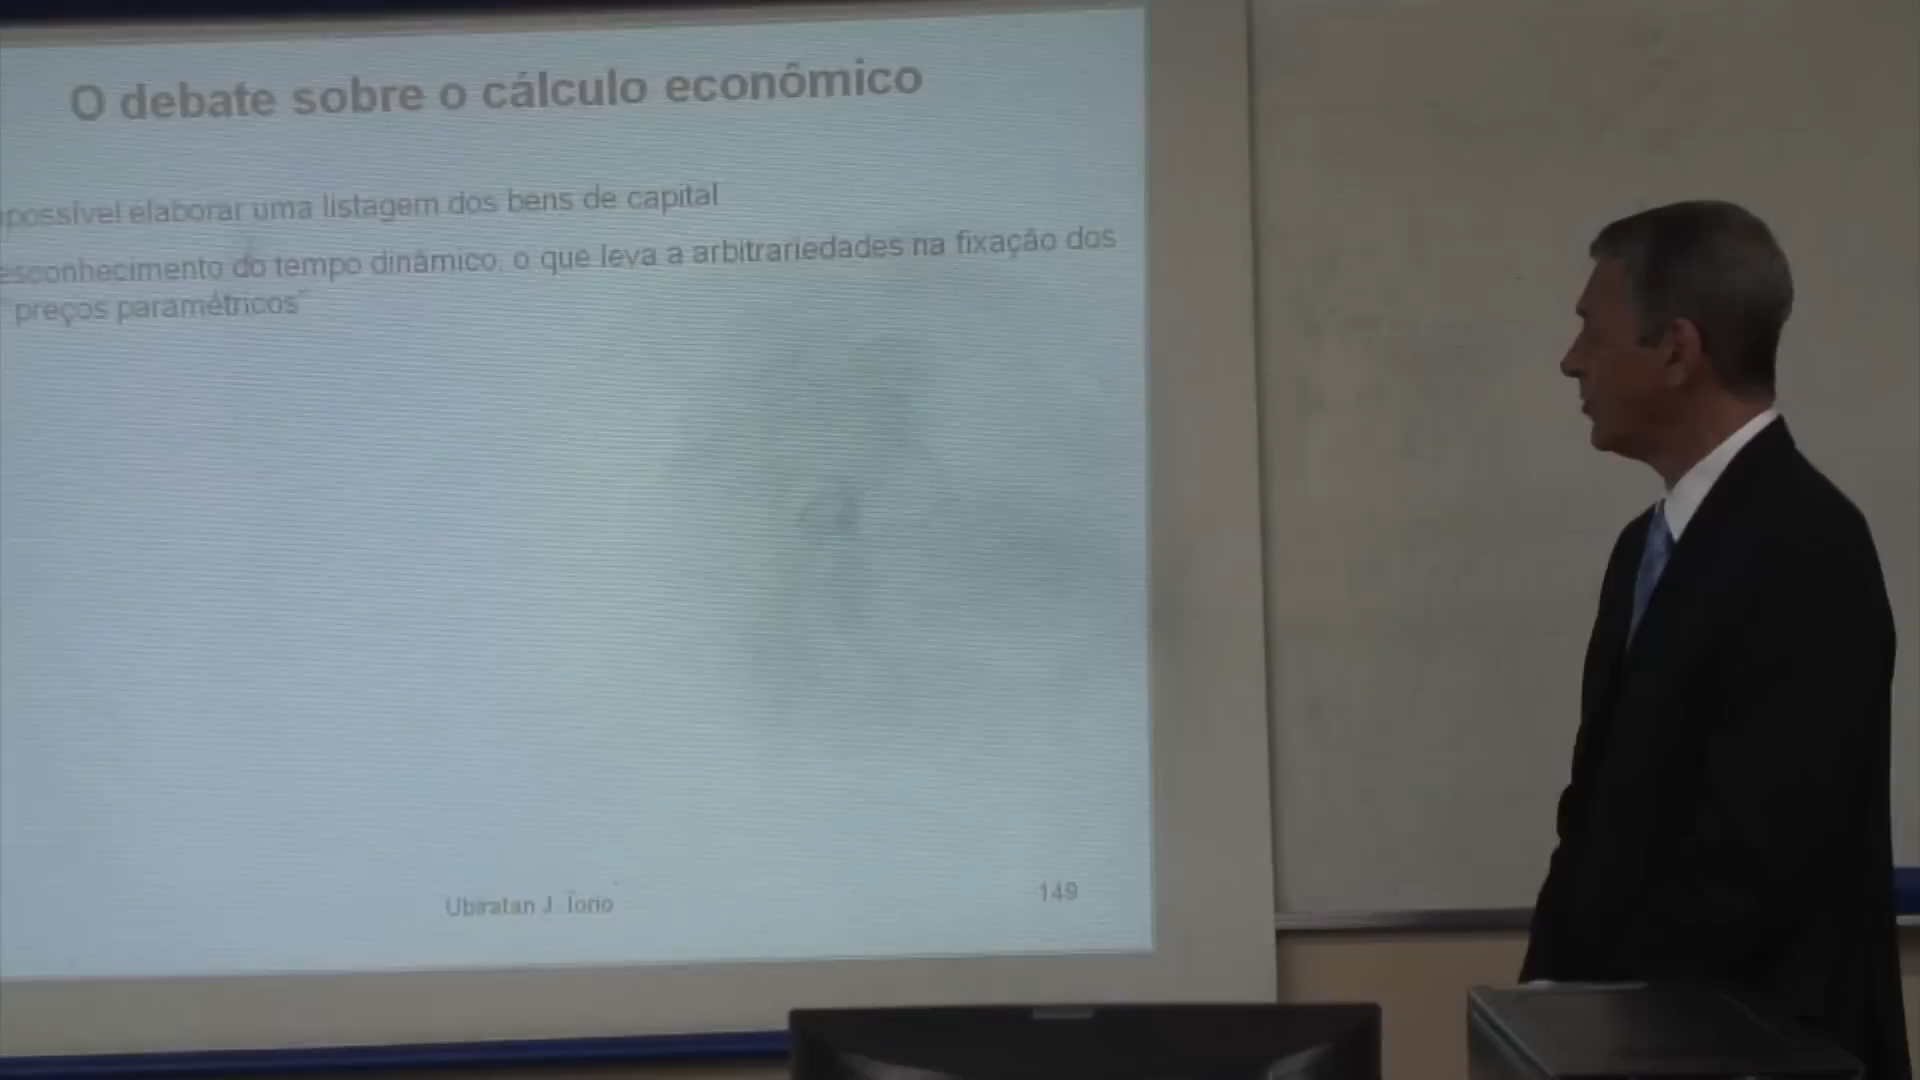 O debate sobre o cálculo econômico
possível elaborar uma listagem dos bens de capital
esconhecimento do tempo dinâmico, o que leva a arbitrariedades na fixação dos
"preços paramétricos"
Ubiratan J. Iorio
149